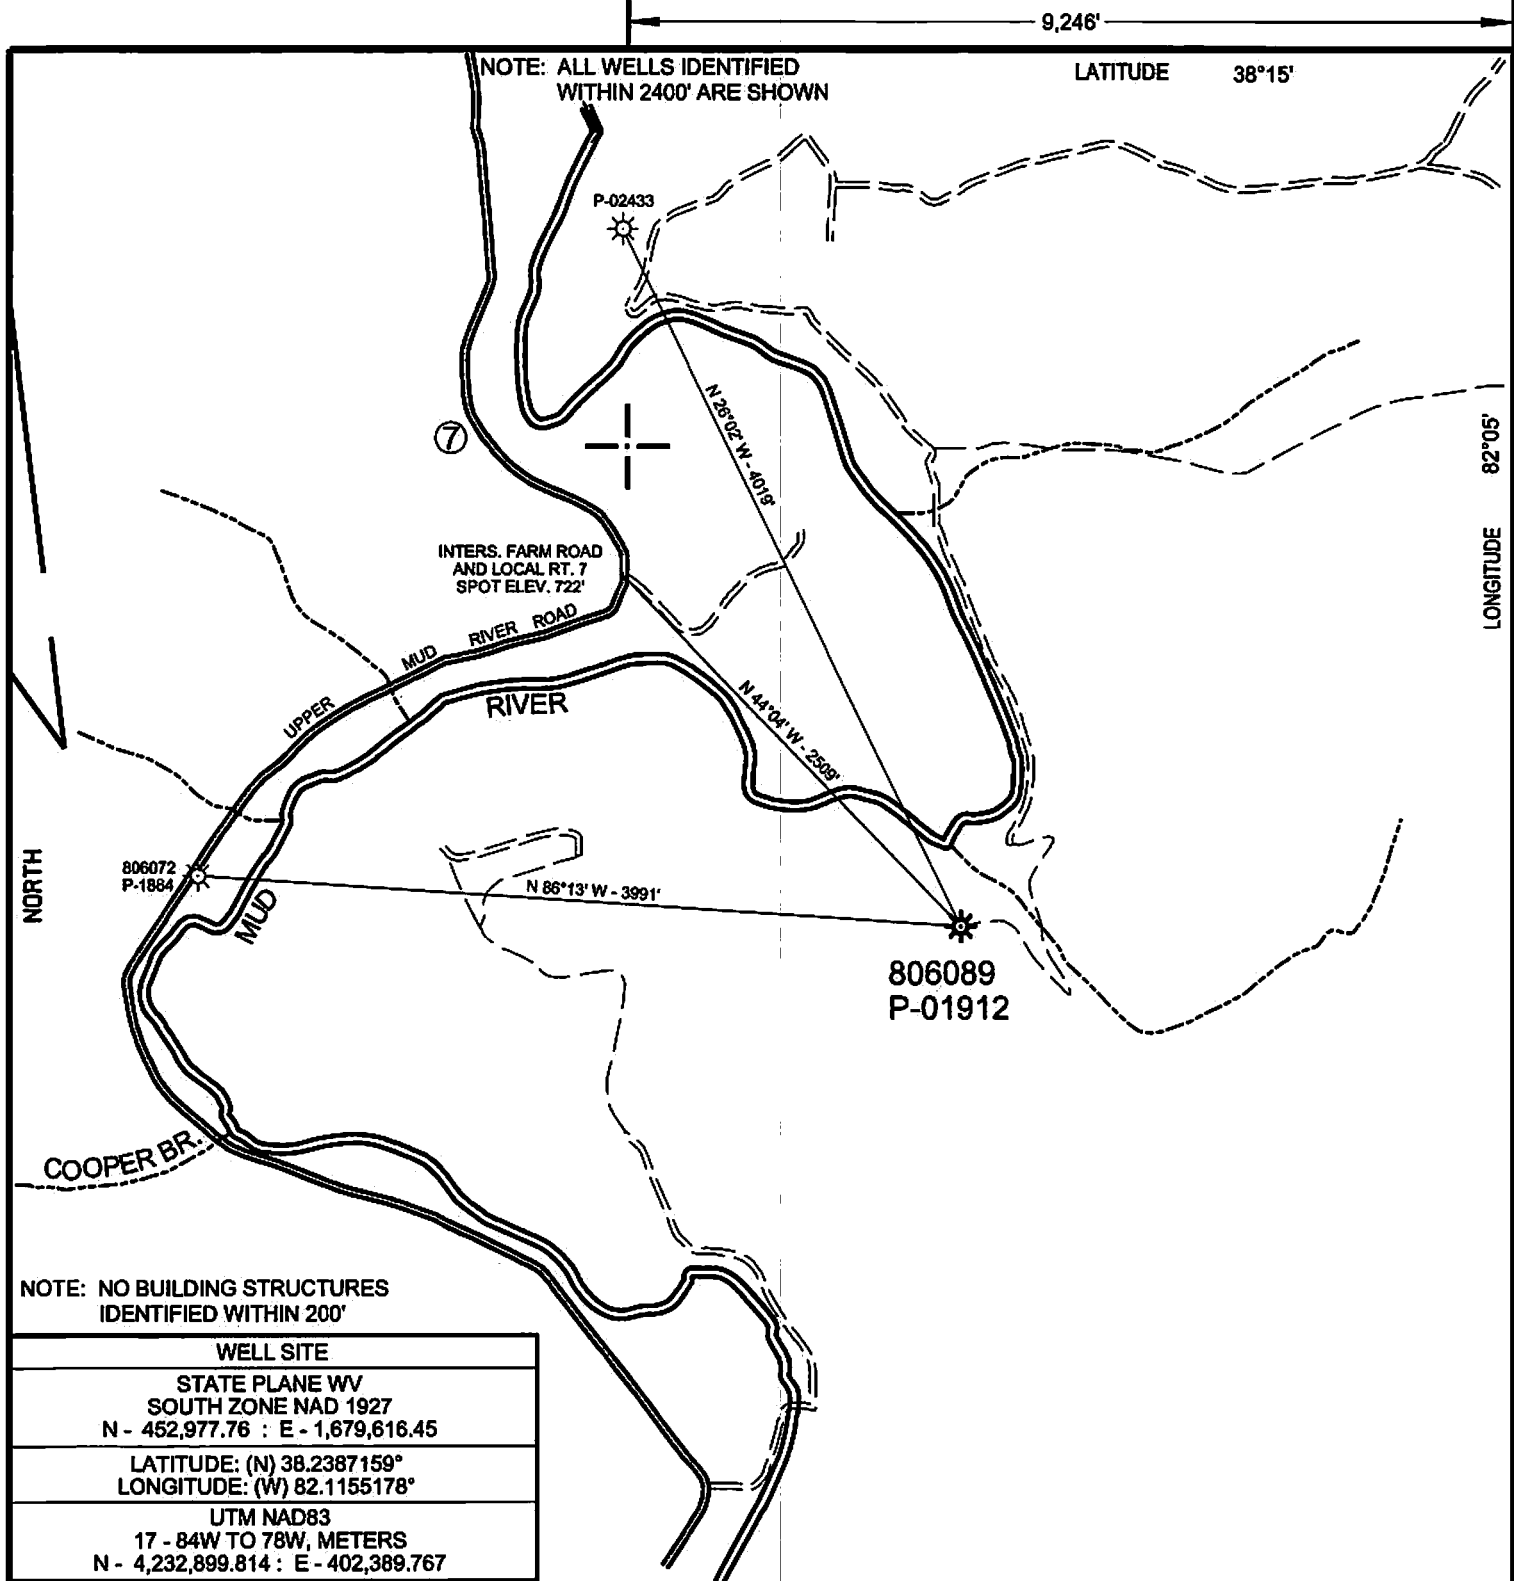 9,246'
NOTE: ALL WELLS IDENTIFIED
WITHIN 2400' ARE SHOWN
LATITUDE 38°15'
P-02433
N 26°02' W - 4019'
7
82°05'
LONGITUDE
INTERS. FARM ROAD
AND LOCAL RT. 7
SPOT ELEV. 722'
UPPER MUD RIVER ROAD
RIVER
N 44°04' W - 2509'
NORTH
806072
P-1884
MUD
N 86°13' W - 3991'
806089
P-01912
COOPER BR.
NOTE: NO BUILDING STRUCTURES
IDENTIFIED WITHIN 200'
WELL SITE
STATE PLANE WV
SOUTH ZONE NAD 1927
N - 452,977.76 : E - 1,679,616.45
LATITUDE: (N) 38.2387159°
LONGITUDE: (W) 82.1155178°
UTM NAD83
17 - 84W TO 78W, METERS
N - 4,232,899.814 : E - 402,389.767